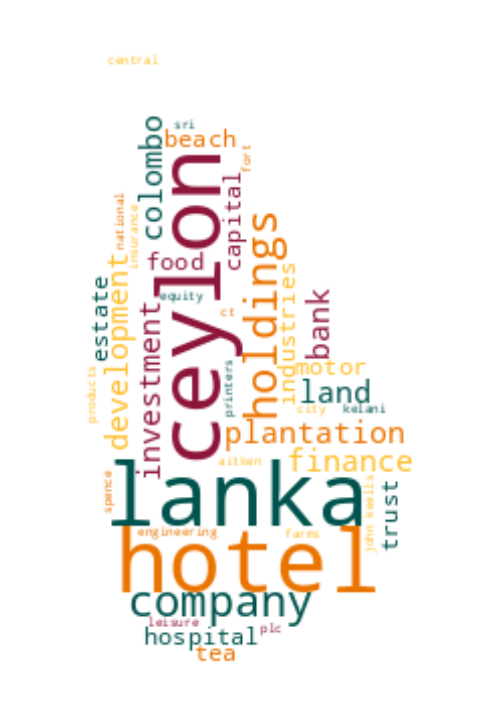 central
sri
beach
fort
colombo
ceylon
capital
national
insurance
holdings
food
development
industries
estate
equity
bank
investment
ct
motor
products
printers
land
city
kelani
plantation
aitken
finance
lanka
spence
john keells
trust
hotel
engineering
farms
company
leisure
plc
hospital
tea